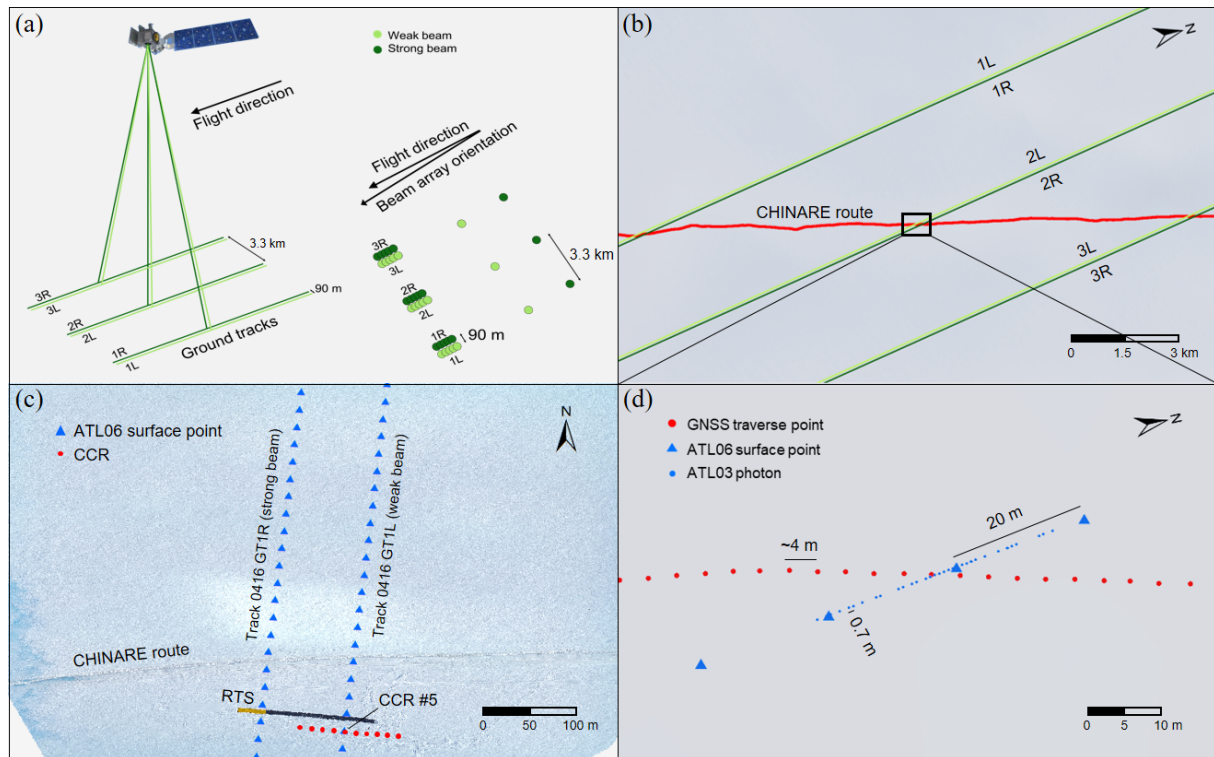 (a)
Weak beam
Strong beam
Flight direction
Flight direction
Beam array orientation
3.3 km
3R
3L
2R
2L
1R
1L
90 m
Ground tracks
3R
3L
2R
2L
1R
1L
90 m
3.3 km
(b)
N
1L
1R
2L
2R
CHINARE route
3L
3R
0 1.5 3 km
(c)
ATL06 surface point
CCR
N
Track 0416 GT1R (strong beam)
Track 0416 GT1L (weak beam)
CHINARE route
RTS
CCR #5
0 50 100 m
(d)
GNSS traverse point
ATL06 surface point
ATL03 photon
N
20 m
~4 m
0.7 m
0 5 10 m